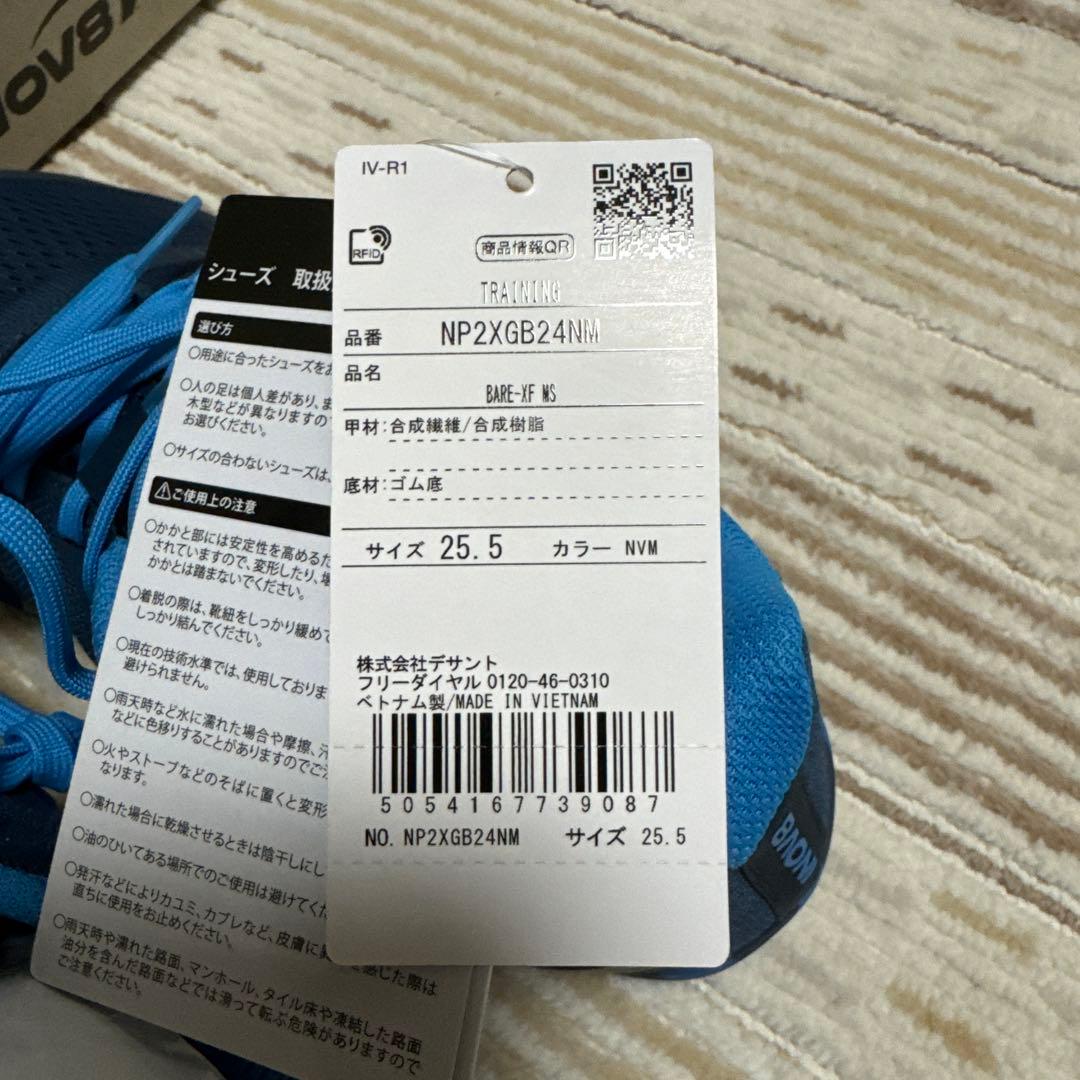 NOV8
IV-R1
RFID
商品情報QR
TRAINING
品番 NP2XGB24NM
品名
BARE-XF MS
甲材:合成繊維/合成樹脂
底材:ゴム底
サイズ 25.5 カラー NVM
株式会社デサント
フリーダイヤル 0120-46-0310
ベトナム製/MADE IN VIETNAM
5054167739087
NO. NP2XGB24NM サイズ 25.5
シューズ 取扱
選び方
○用途に合ったシューズをお
○人の足は個人差があり、ま
木型などが異なりますので
お選びください。
○サイズの合わないシューズは、
⚠ご使用上の注意
○かかと部には安定性を高めるた
されていますので、変形したり、壊
かかとは踏まないでください。
○着脱の際は、靴紐をしっかり緩めて
しっかり結んでください。
○現在の技術水準では、使用しておりま
避けられません。
○雨天時など水に濡れた場合や摩擦、汗
などに色移りすることがありますのでご注
○火やストーブなどのそばに置くと変形
なります。
○濡れた場合に乾燥させるときは陰干しにし
○油のひいてある場所でのご使用は避けてくだ
○発汗などによりカユミ、カブレなど、皮膚に異
を感じた際は
直ちに使用をお止めください。
○雨天時や濡れた路面、マンホール、タイル床や凍結した路面
油分を含んだ路面などでは滑って転ぶ危険がありますので
ご注意ください。
INOV8